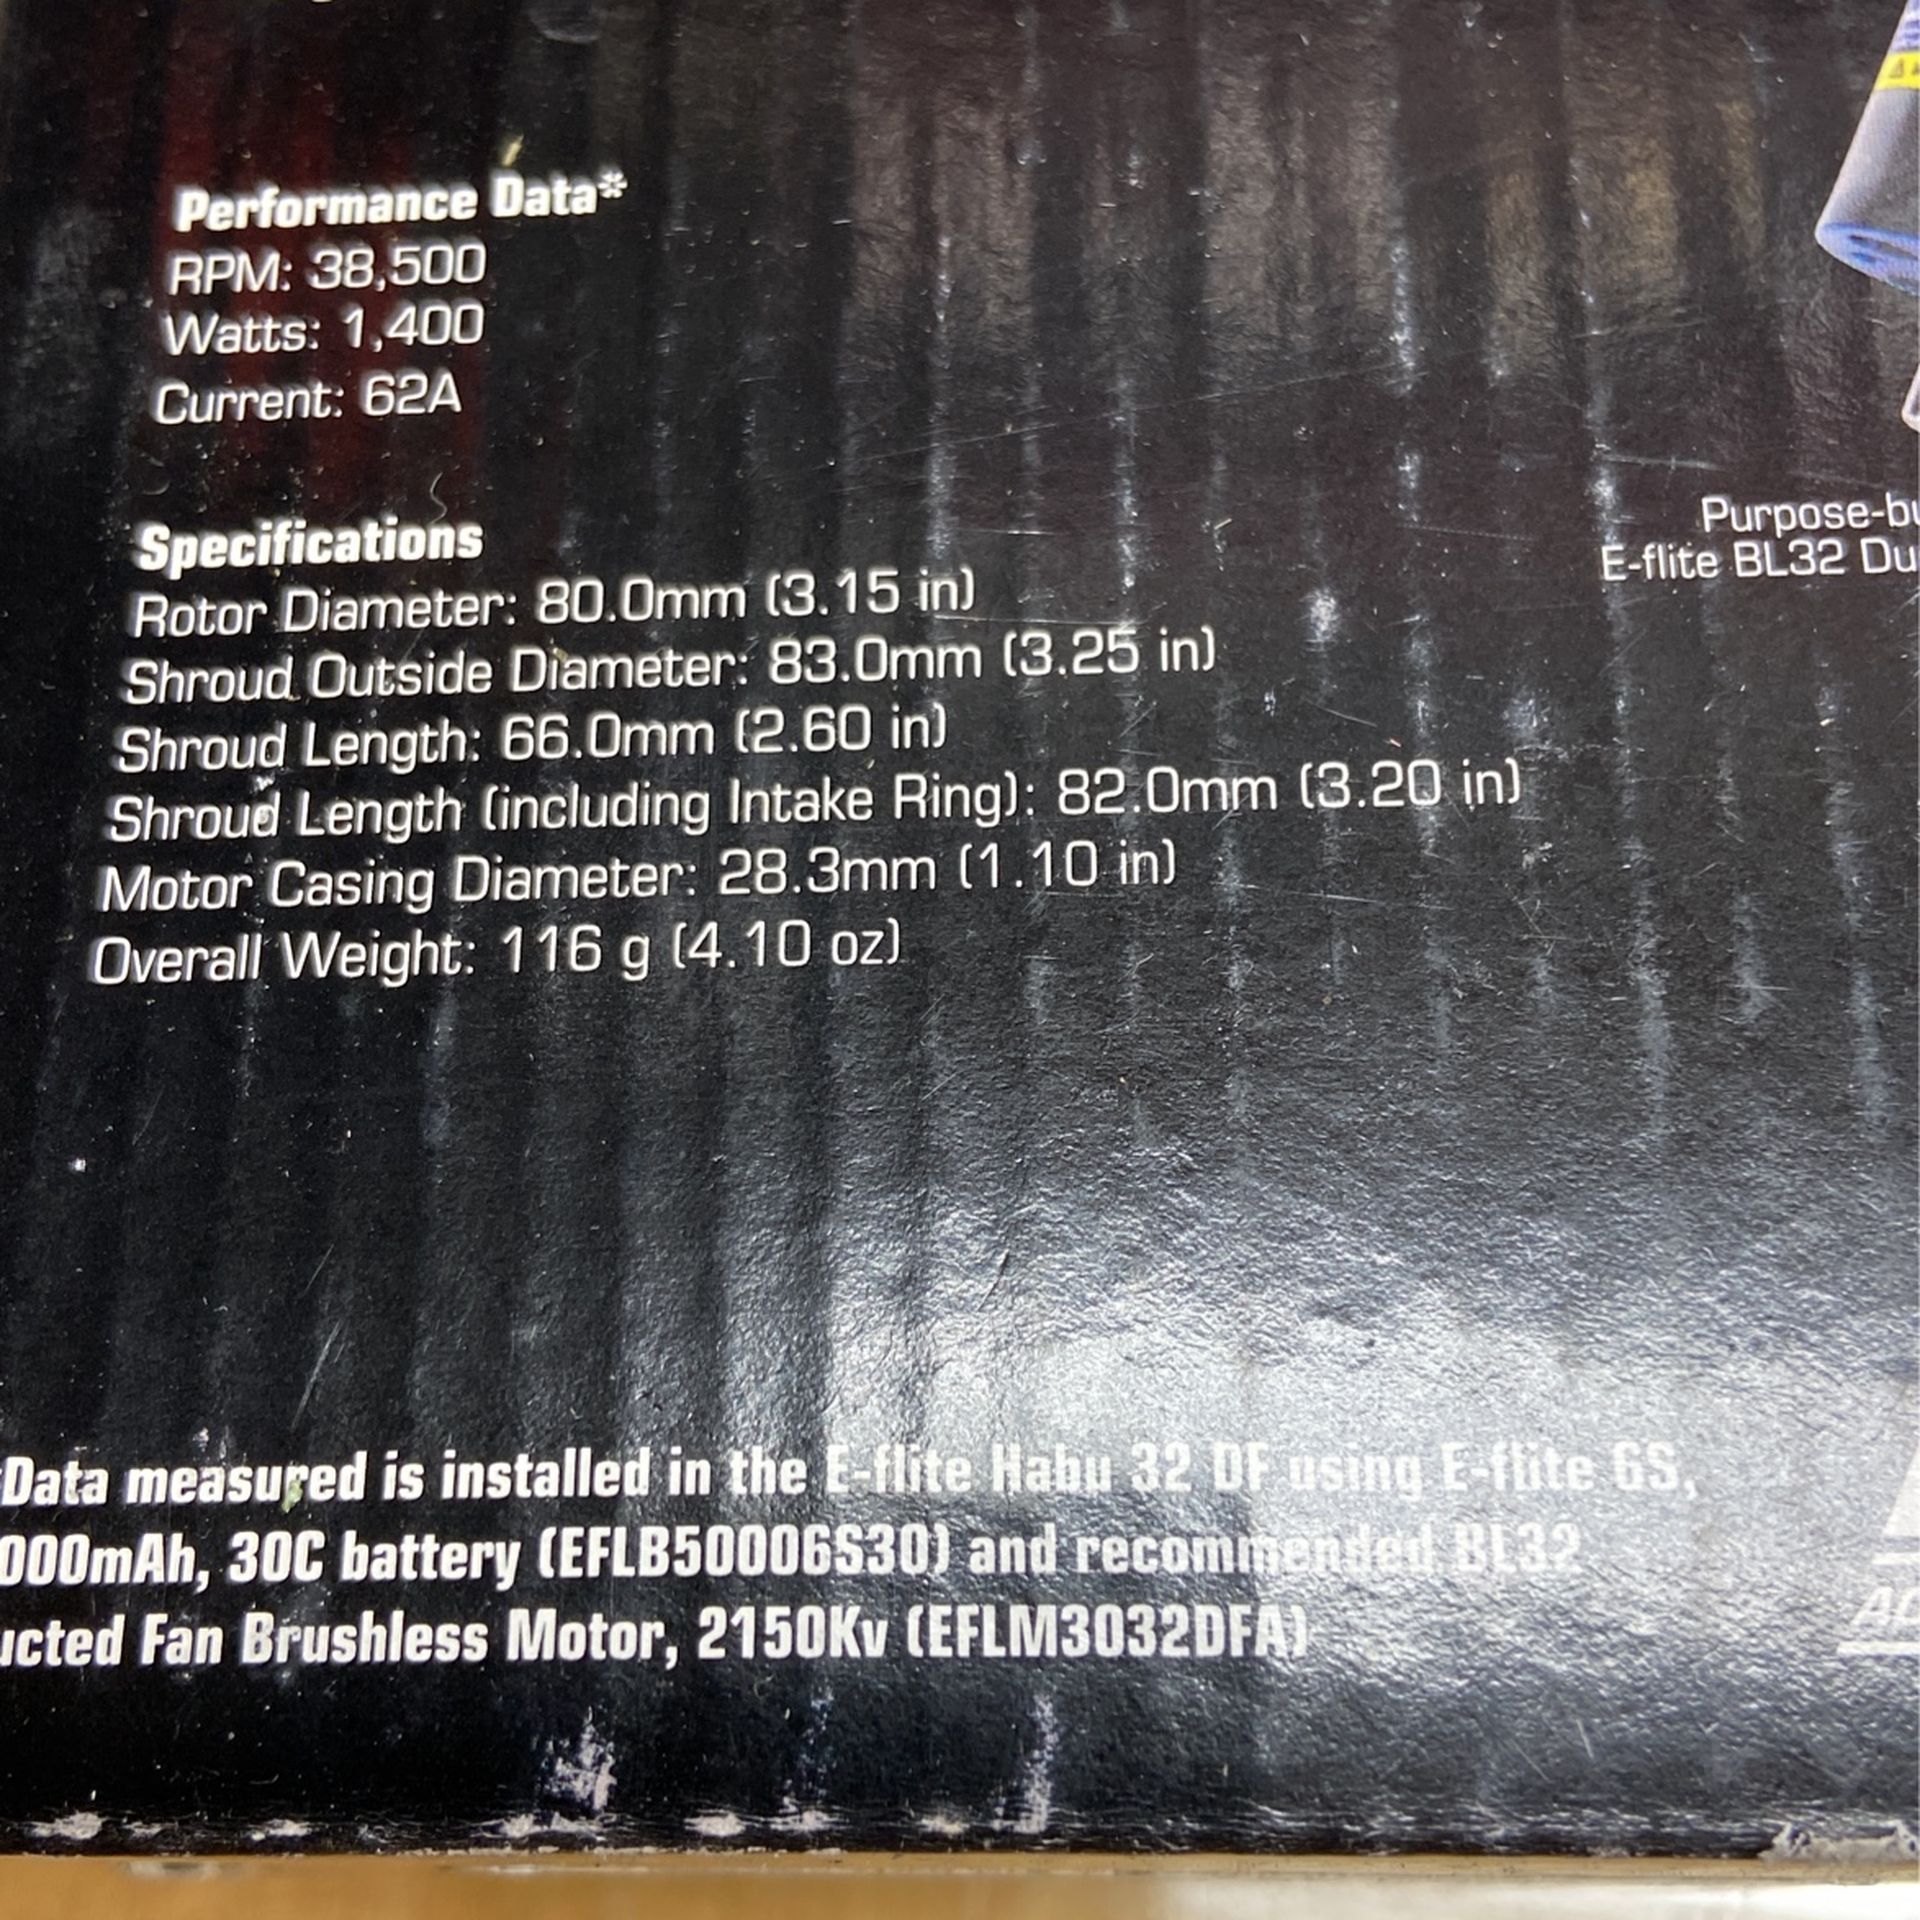 Performance Data*
RPM: 38,500
Watts: 1,400
Current: 62A
Specifications
Rotor Diameter: 80.0mm (3.15 in)
Shroud Outside Diameter: 83.0mm (3.25 in)
Shroud Length: 66.0mm (2.60 in)
Shroud Length (including Intake Ring): 82.0mm (3.20 in)
Motor Casing Diameter: 28.3mm (1.10 in)
Overall Weight: 116 g (4.10 oz)
Purpose-bu
E-flite BL32 Du
Data measured is installed in the E-flite Habu 32 DF using E-flite 6S,
000mAh, 30C battery (EFLB50006S30) and recommended BL32
ucted Fan Brushless Motor, 2150Kv (EFLM3032DFA)